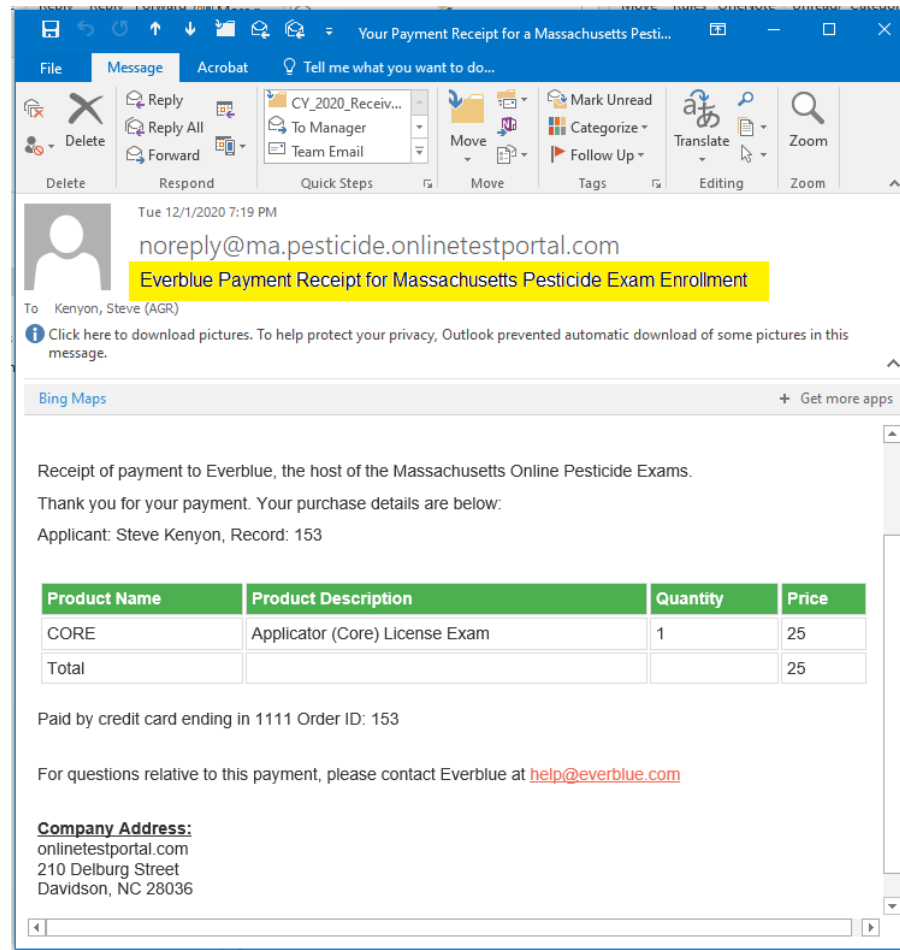 Your Payment Receipt for a Massachusetts Pesti...
File Message Acrobat Tell me what you want to do...
Delete
Reply
Reply All
Forward
CY_2020_Receiv...
To Manager
Team Email
Move
Mark Unread
Categorize
Follow Up
Translate
Zoom
Delete Respond Quick Steps Move Tags Editing Zoom
Tue 12/1/2020 7:19 PM
noreply@ma.pesticide.onlinetestportal.com
Everblue Payment Receipt for Massachusetts Pesticide Exam Enrollment
To Kenyon, Steve (AGR)
Click here to download pictures. To help protect your privacy, Outlook prevented automatic download of some pictures in this
message.
Bing Maps + Get more apps
Receipt of payment to Everblue, the host of the Massachusetts Online Pesticide Exams.
Thank you for your payment. Your purchase details are below:
Applicant: Steve Kenyon, Record: 153
Product Name Product Description Quantity Price
CORE Applicator (Core) License Exam 1 25
Total 25
Paid by credit card ending in 1111 Order ID: 153
For questions relative to this payment, please contact Everblue at help@everblue.com
Company Address:
onlinetestportal.com
210 Delburg Street
Davidson, NC 28036